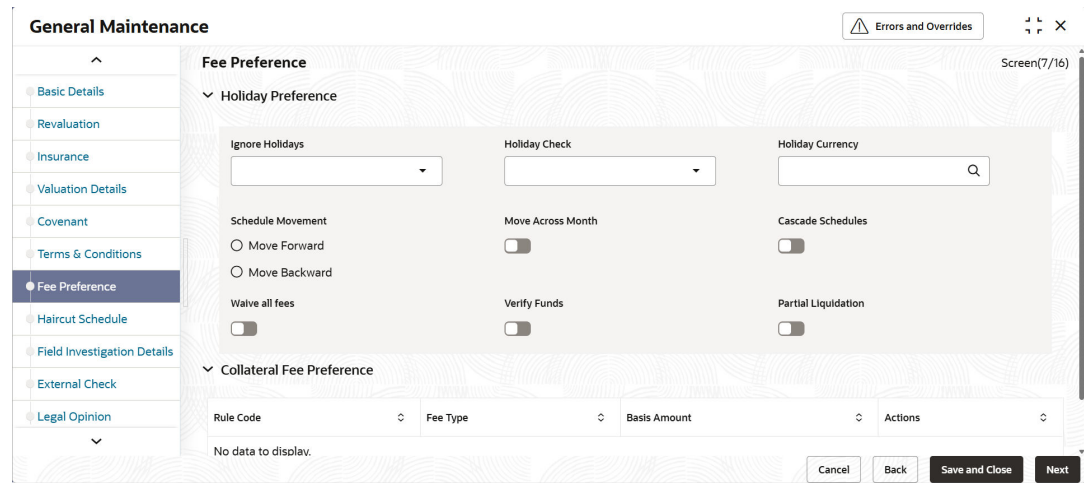 General Maintenance
Errors and Overrides
Basic Details
Revaluation
Insurance
Valuation Details
Covenant
Terms & Conditions
Fee Preference
Haircut Schedule
Field Investigation Details
External Check
Legal Opinion
Fee Preference
Screen(7/16)
Holiday Preference
Ignore Holidays
Holiday Check
Holiday Currency
Schedule Movement
Move Across Month
Cascade Schedules
Move Forward
Move Backward
Waive all fees
Verify Funds
Partial Liquidation
Collateral Fee Preference
Rule Code
Fee Type
Basis Amount
Actions
No data to display.
Cancel
Back
Save and Close
Next